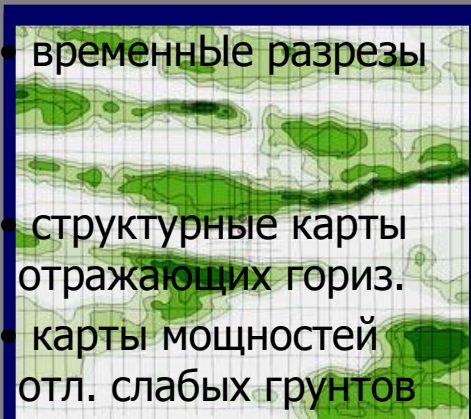 • временнЫе разрезы
• структурные карты
отражающих гориз.
• карты мощностей
отл. слабых грунтов